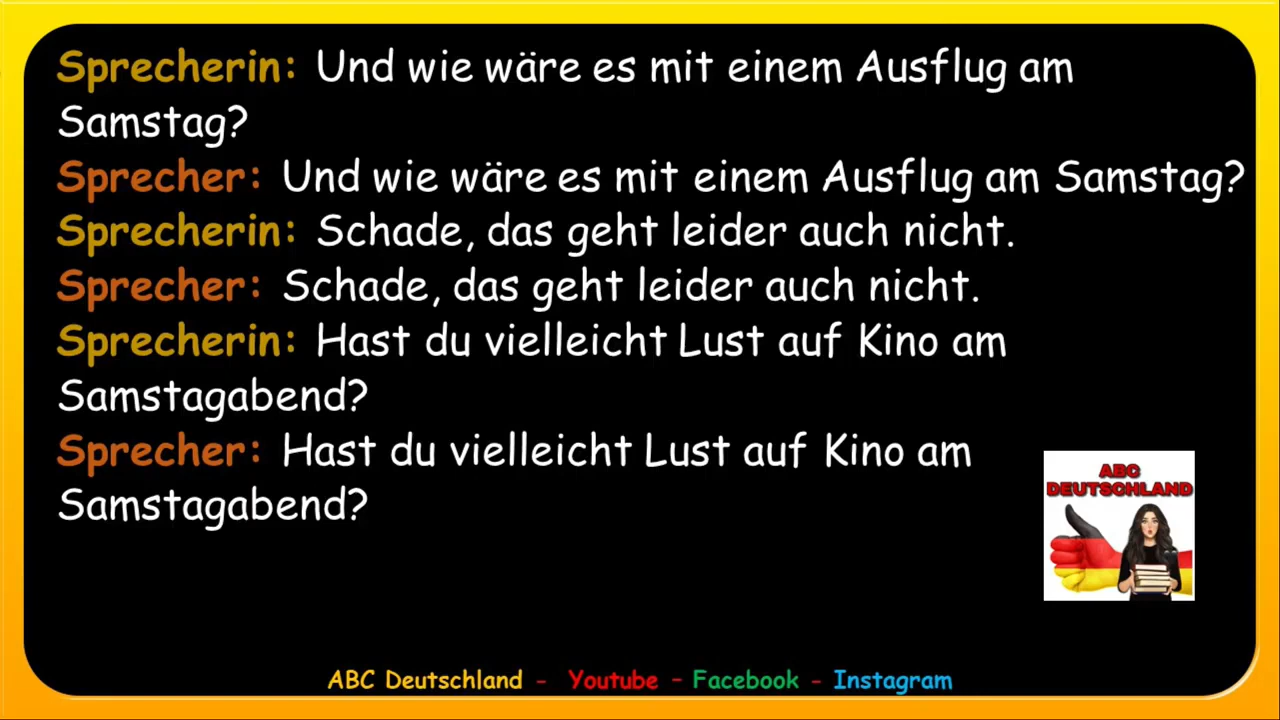 Sprecherin: Und wie wäre es mit einem Ausflug am
Samstag?
Sprecher: Und wie wäre es mit einem Ausflug am Samstag?
Sprecherin: Schade, das geht leider auch nicht.
Sprecher: Schade, das geht leider auch nicht.
Sprecherin: Hast du vielleicht Lust auf Kino am
Samstagabend?
Sprecher: Hast du vielleicht Lust auf Kino am
Samstagabend?
ABC
DEUTSCHLAND
ABC Deutschland - Youtube - Facebook - Instagram